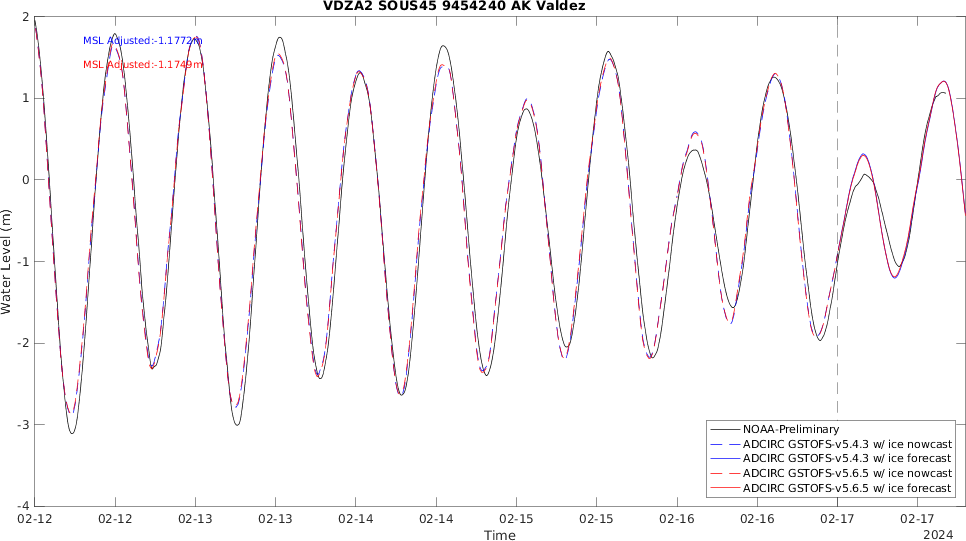 VDZA2 SOUS45 9454240 AK Valdez
MSL Adjusted:-1.1772m
MSL Adjusted:-1.1749m
2
1
0
-1
-2
-3
-4
Water Level (m)
02-12 02-12 02-13 02-13 02-14 02-14 02-15 02-15 02-16 02-16 02-17 02-17
Time
2024
NOAA-Preliminary
ADCIRC GSTOFS-v5.4.3 w/ ice nowcast
ADCIRC GSTOFS-v5.4.3 w/ ice forecast
ADCIRC GSTOFS-v5.6.5 w/ ice nowcast
ADCIRC GSTOFS-v5.6.5 w/ ice forecast